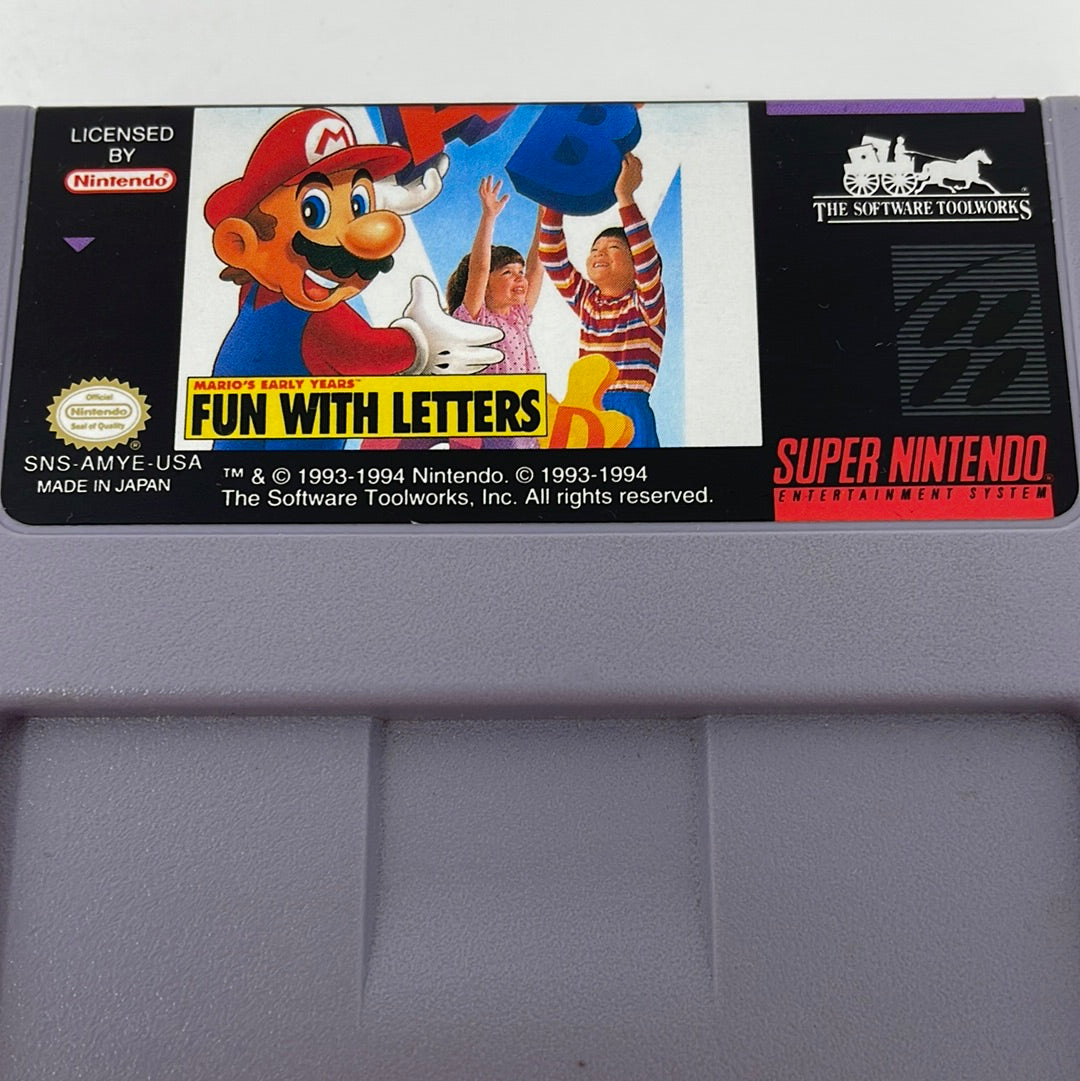 LICENSED
BY
Nintendo®
M
A
B
D
MARIO'S EARLY YEARS™
FUN WITH LETTERS
Official
Nintendo
Seal of Quality
®
SNS-AMYE-USA
MADE IN JAPAN
™ & © 1993-1994 Nintendo. © 1993-1994
The Software Toolworks, Inc. All rights reserved.
THE SOFTWARE TOOLWORKS®
SUPER NINTENDO®
ENTERTAINMENT SYSTEM